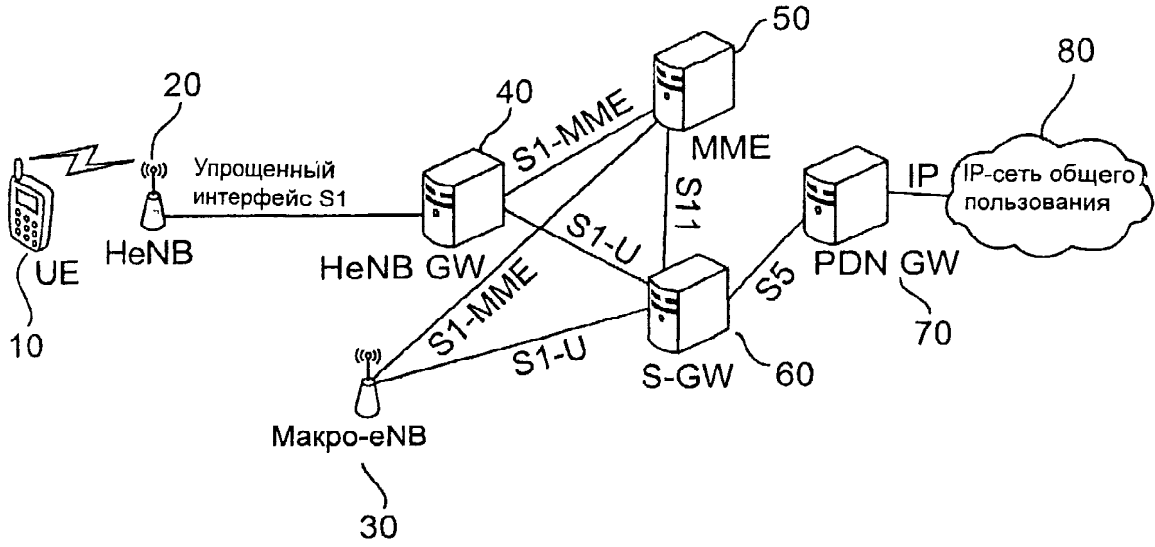 50
20
40
80
S1-MME
MME
Упрощенный
интерфейс S1
IP
IP-сеть общего
пользования
S11
UE
HeNB
HeNB GW
S1-U
PDN GW
S5
10
S1-MME
70
S1-U
S-GW
60
Макро-eNB
30